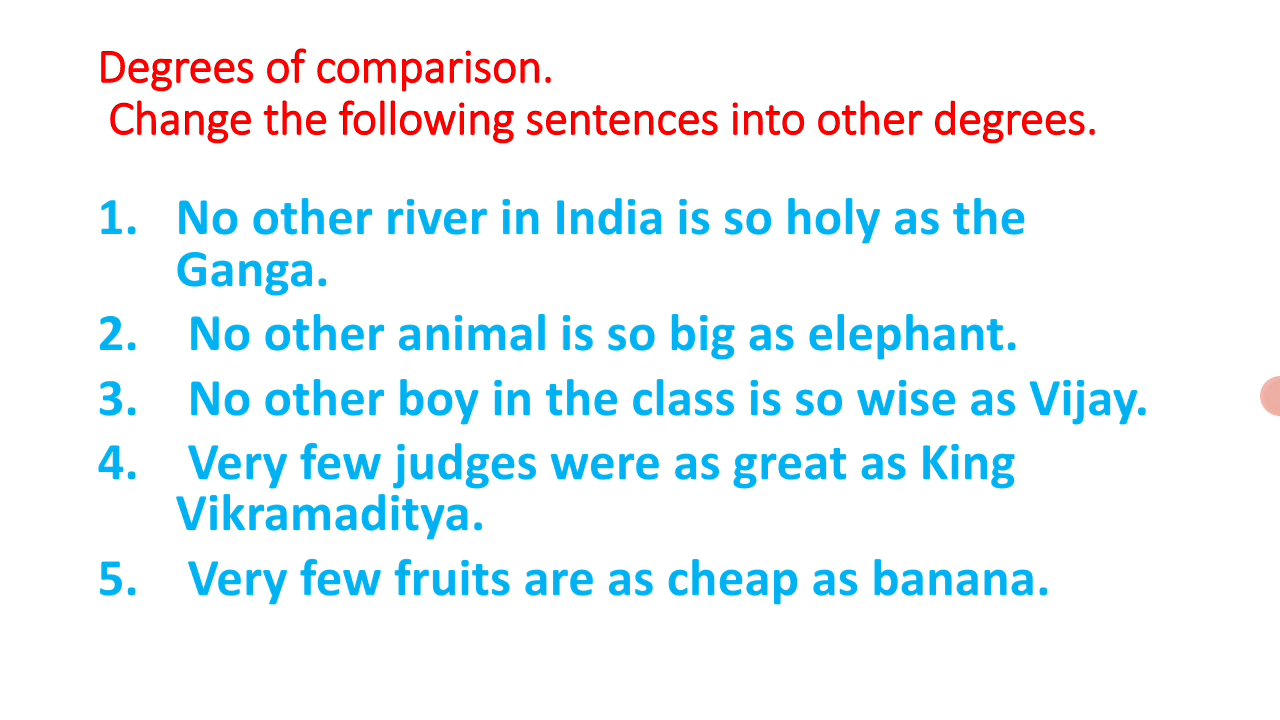 Degrees of comparison.
Change the following sentences into other degrees.
1. No other river in India is so holy as the
Ganga.
2. No other animal is so big as elephant.
3. No other boy in the class is so wise as Vijay.
4. Very few judges were as great as King
Vikramaditya.
5. Very few fruits are as cheap as banana.